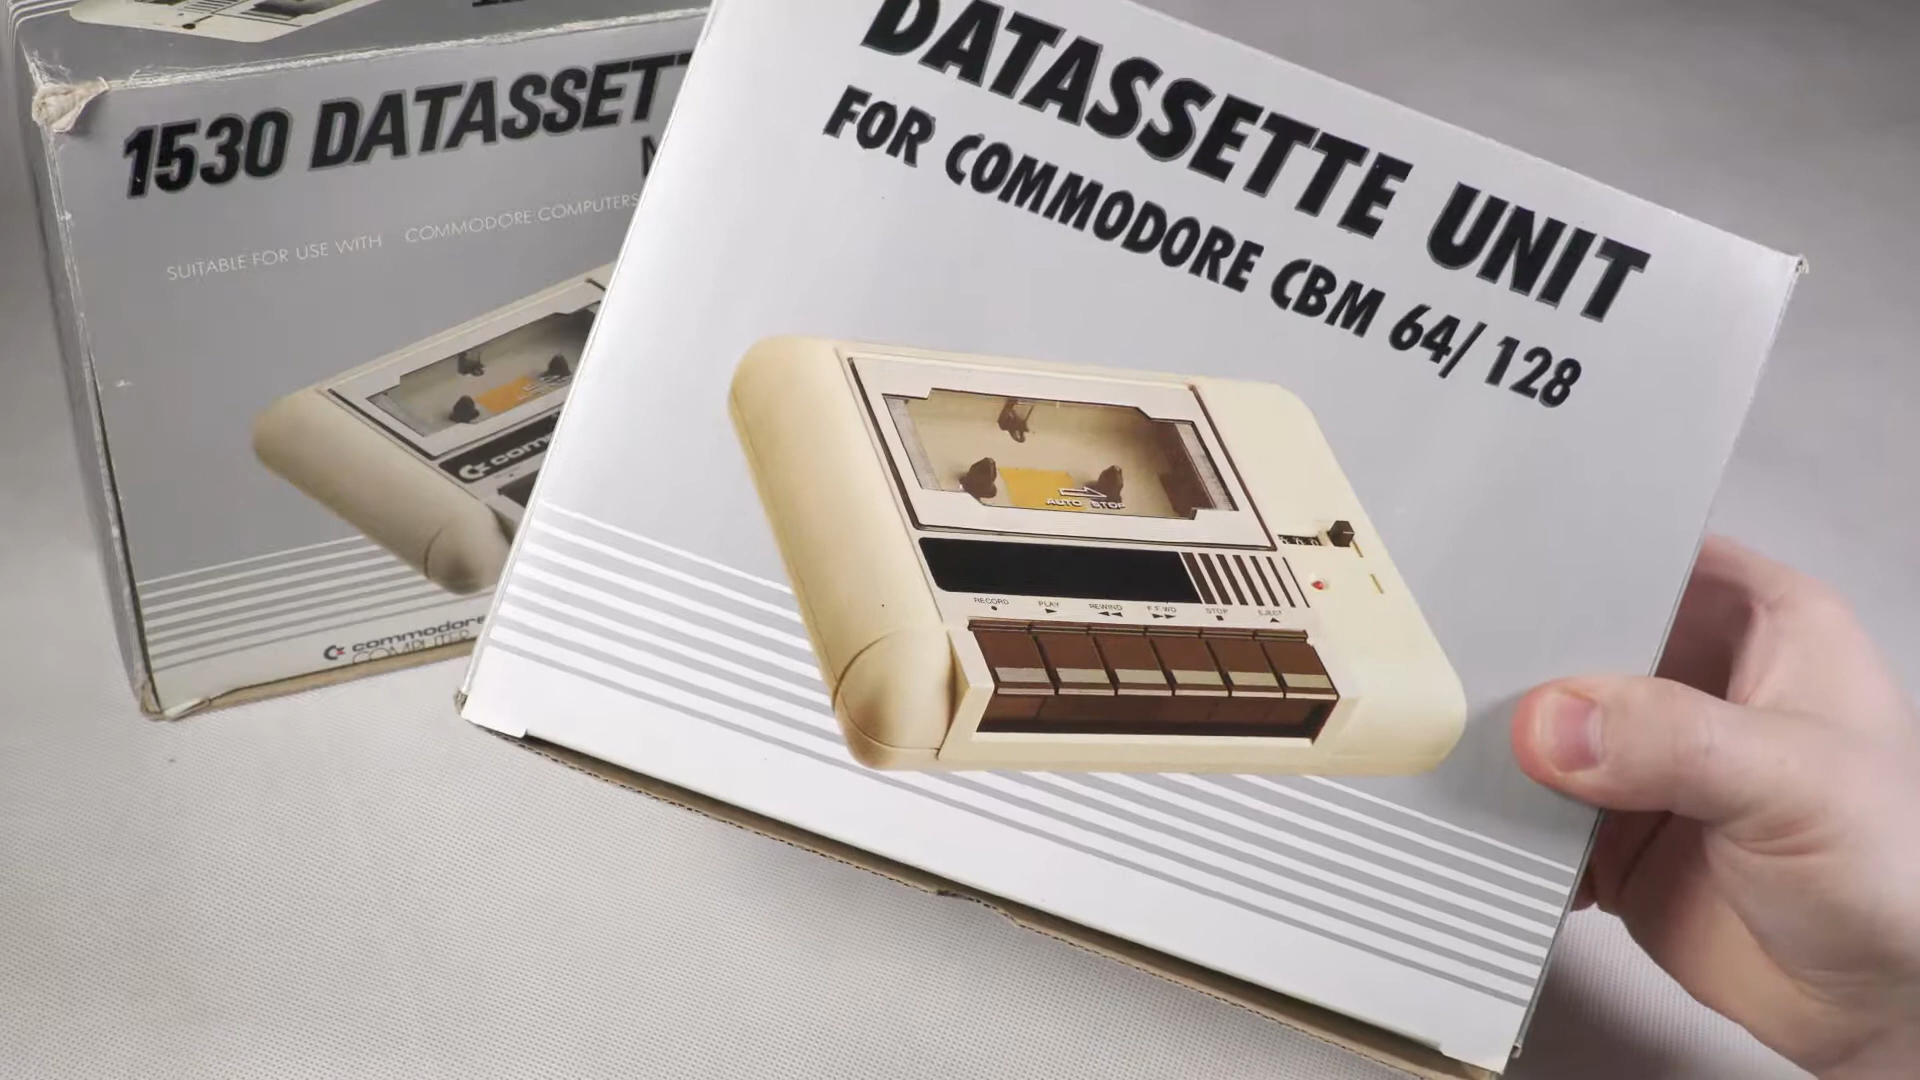 1530 DATASSETT
SUITABLE FOR USE WITH COMMODORE COMPUTERS
commodore
COMPUTER
DATASSETTE UNIT
FOR COMMODORE CBM 64/128
AUTO STOP
RECORD PLAY REWIND F.FWD STOP EJECT